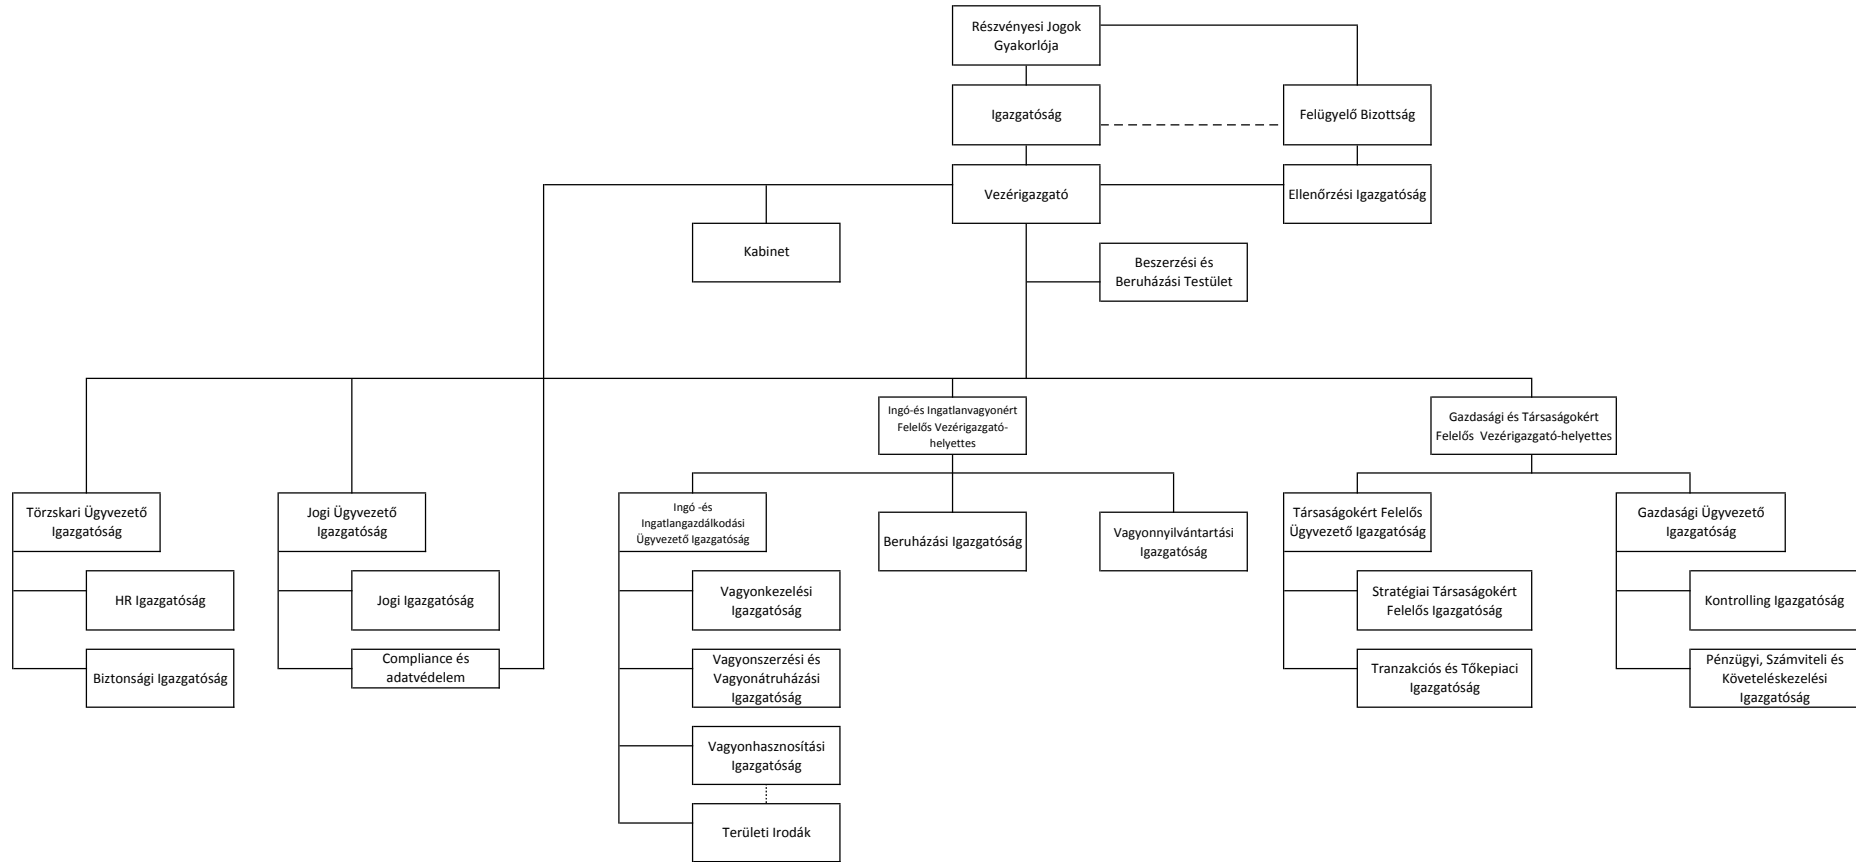 Részvényesi Jogok
Gyakorlója
Igazgatóság
Felügyelő Bizottság
Vezérigazgató
Ellenőrzési Igazgatóság
Kabinet
Beszerzési és
Beruházási Testület
Ingó-és Ingatlanvagyonért
Felelős Vezérigazgató-
helyettes
Gazdasági és Társaságokért
Felelős Vezérigazgató-helyettes
Törzskari Ügyvezető
Igazgatóság
Jogi Ügyvezető
Igazgatóság
Ingó -és
Ingatlangazdálkodási
Ügyvezető Igazgatóság
Beruházási Igazgatóság
Vagyonnyilvántartási
Igazgatóság
Társaságokért Felelős
Ügyvezető Igazgatóság
Gazdasági Ügyvezető
Igazgatóság
HR Igazgatóság
Jogi Igazgatóság
Vagyonkezelési
Igazgatóság
Stratégiai Társaságokért
Felelős Igazgatóság
Kontrolling Igazgatóság
Biztonsági Igazgatóság
Compliance és
adatvédelem
Vagyonszerzési és
Vagyonátruházási
Igazgatóság
Tranzakciós és Tőkepiaci
Igazgatóság
Pénzügyi, Számviteli és
Követeléskezelési
Igazgatóság
Vagyonhasznosítási
Igazgatóság
Területi Irodák